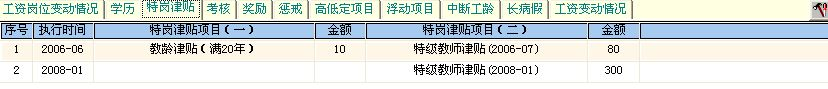 工资岗位变动情况 学历 特岗津贴 考核 奖励 惩戒 高低定项目 浮动项目 中断工龄 长病假 工资变动情况
序号 执行时间 特岗津贴项目（一） 金额 特岗津贴项目（二） 金额
1 2006-06 教龄津贴（满20年） 10 特级教师津贴(2006-07) 80
2 2008-01 特级教师津贴(2008-01) 300